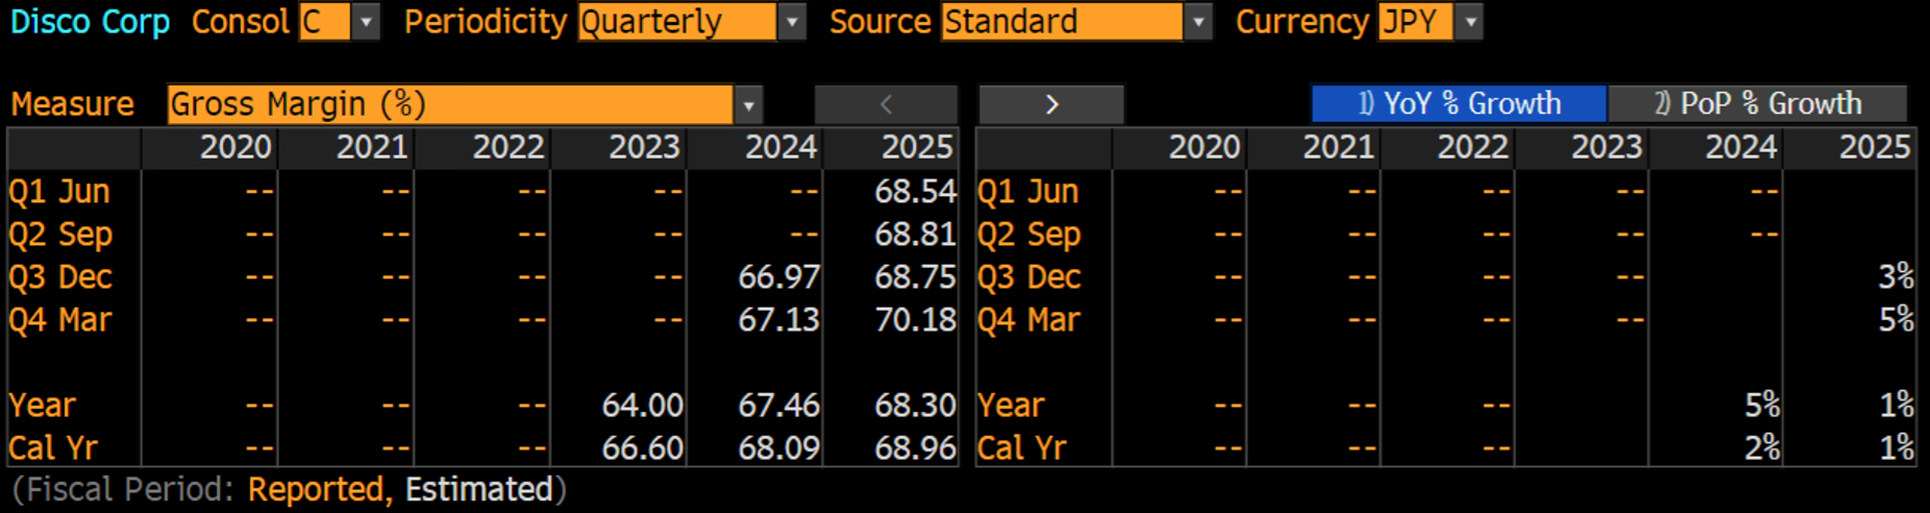 Disco Corp Consol C Periodicity Quarterly Source Standard Currency JPY
Measure Gross Margin (%) < > 1) YoY % Growth 2) PoP % Growth
2020 2021 2022 2023 2024 2025 2020 2021 2022 2023 2024 2025
Q1 Jun -- -- -- -- -- 68.54 Q1 Jun -- -- -- -- --
Q2 Sep -- -- -- -- -- 68.81 Q2 Sep -- -- -- -- --
Q3 Dec -- -- -- -- 66.97 68.75 Q3 Dec -- -- -- -- 3%
Q4 Mar -- -- -- -- 67.13 70.18 Q4 Mar -- -- -- -- 5%
Year -- -- -- 64.00 67.46 68.30 Year -- -- -- 5% 1%
Cal Yr -- -- -- 66.60 68.09 68.96 Cal Yr -- -- -- 2% 1%
(Fiscal Period: Reported, Estimated)